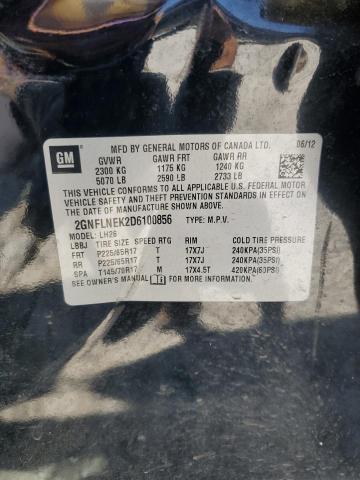 GM
MFD BY GENERAL MOTORS OF CANADA LTD. 06/12
GVWR GAWR FRT GAWR RR
2300 KG 1175 KG 1240 KG
5070 LB 2590 LB 2733 LB
THIS VEHICLE CONFORMS TO ALL APPLICABLE U.S. FEDERAL MOTOR
VEHICLE SAFETY, BUMPER, AND THEFT PREVENTION STANDARDS
IN EFFECT ON THE DATE OF MANUFACTURE SHOWN ABOVE.
2GNFLNEK2D6100856 TYPE: M.P.V.
MODEL: LH26
LBBJ TIRE SIZE SPEED RTG RIM COLD TIRE PRESSURE
FRT P225/65R17 T 17X7J 240KPA(35PSI)
RR P225/65R17 T 17X7J 240KPA(35PSI)
SPA T145/70R17 M 17X4.5T 420KPA(60PSI)
SEE OWNER'S MANUAL FOR MORE INFORMATION.